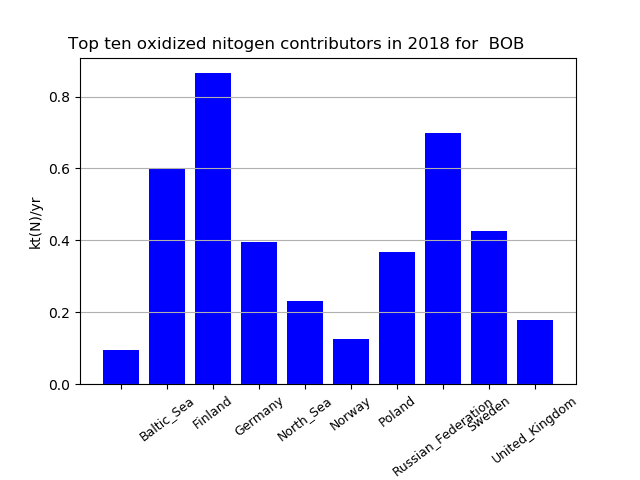 Top ten oxidized nitogen contributors in 2018 for  BOB
0.8
0.6
0.4
0.2
0.0
kt(N)/yr
Baltic_Sea
Finland
Germany
North_Sea
Norway
Poland
Russian_Federation
Sweden
United_Kingdom